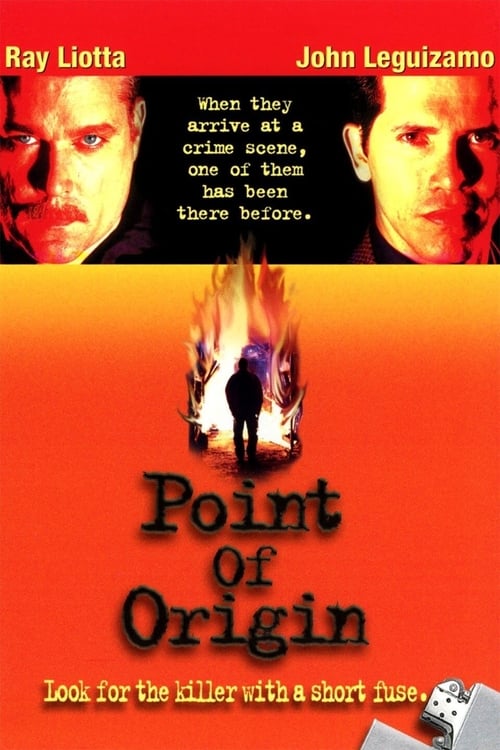 Ray Liotta
John Leguizamo
When they
arrive at a
crime scene,
one of them
has been
there before.
Point
Of
Origin
Look for the killer with a short fuse.